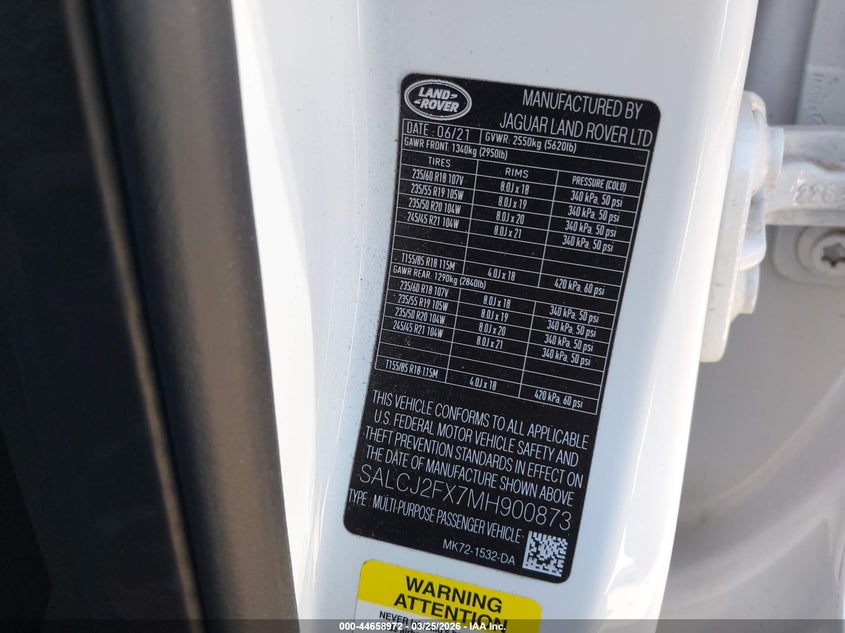 LAND-
-ROVER
MANUFACTURED BY
JAGUAR LAND ROVER LTD
DATE : 06/21 GVWR: 2550kg (5620lb)
GAWR FRONT: 1340kg (2950lb)
TIRES RIMS PRESSURE (COLD)
235/60 R18 107V 8.0J x 18 340 kPa, 50 psi
235/55 R19 105W 8.0J x 19 340 kPa, 50 psi
235/50 R20 104W 8.0J x 20 340 kPa, 50 psi
245/45 R21 104W 8.0J x 21 340 kPa, 50 psi
T155/85 R18 115M 4.0J x 18 420 kPa, 60 psi
GAWR REAR: 1290kg (2840lb)
235/60 R18 107V 8.0J x 18 340 kPa, 50 psi
235/55 R19 105W 8.0J x 19 340 kPa, 50 psi
235/50 R20 104W 8.0J x 20 340 kPa, 50 psi
245/45 R21 104W 8.0J x 21 340 kPa, 50 psi
T155/85 R18 115M 4.0J x 18 420 kPa, 60 psi
THIS VEHICLE CONFORMS TO ALL APPLICABLE
U.S. FEDERAL MOTOR VEHICLE SAFETY AND
THEFT PREVENTION STANDARDS IN EFFECT ON
THE DATE OF MANUFACTURE SHOWN ABOVE
SALCJ2FX7MH900873
TYPE : MULTI-PURPOSE PASSENGER VEHICLE
MK72-1532-DA
WARNING
ATTENTION
NEVER
000-44658972 - 03/25/2026 - IAA Inc.